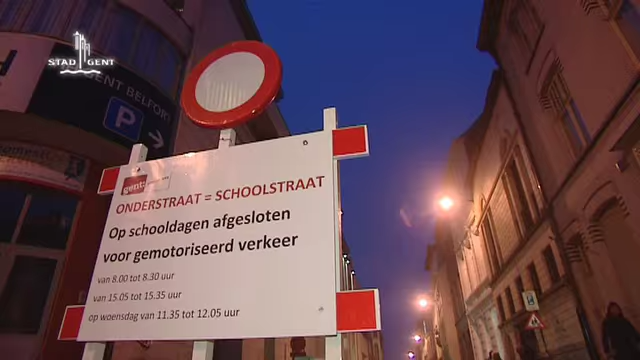 STAD GENT
GENT BELFORT
P
gent:
ONDERSTRAAT = SCHOOLSTRAAT
Op schooldagen afgesloten
voor gemotoriseerd verkeer
van 8.00 tot 8.30 uur
van 15.05 tot 15.35 uur
op woensdag van 11.35 tot 12.05 uur